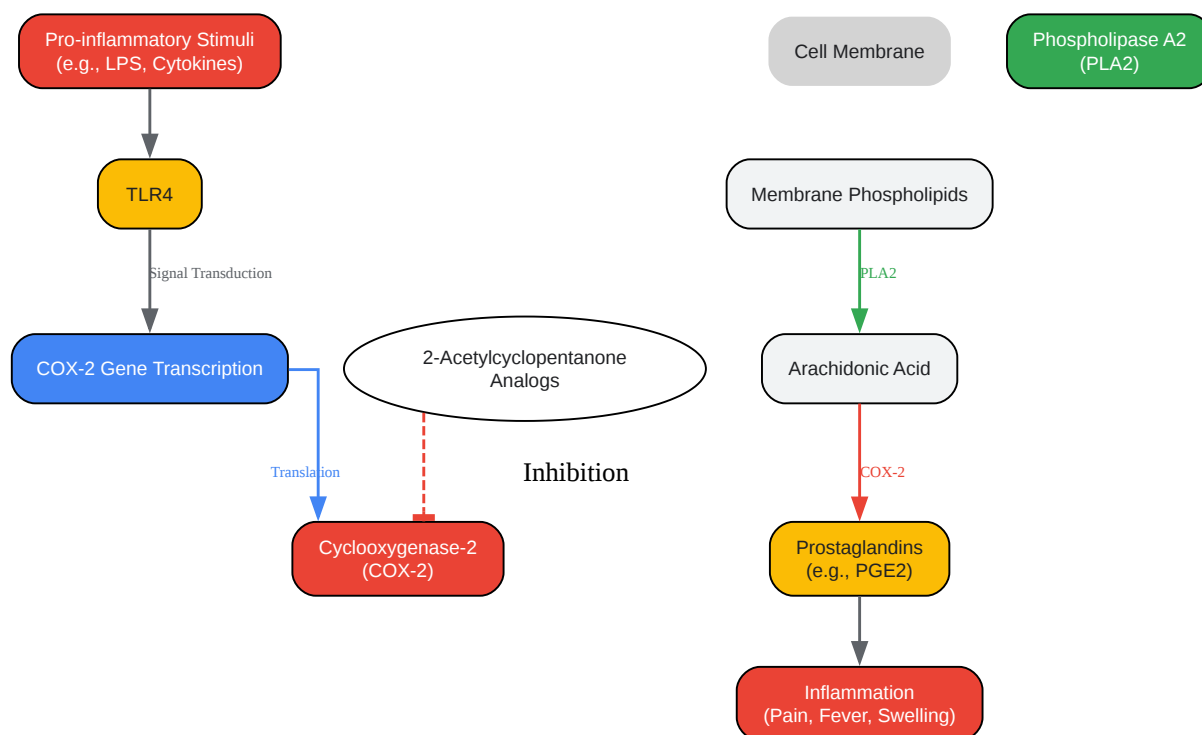 Pro-inflammatory Stimuli
(e.g., LPS, Cytokines)
Cell Membrane
Phospholipase A2
(PLA2)
TLR4
Membrane Phospholipids
Signal Transduction
PLA2
COX-2 Gene Transcription
2-Acetylcyclopentanone
Analogs
Arachidonic Acid
Translation
Inhibition
COX-2
Cyclooxygenase-2
(COX-2)
Prostaglandins
(e.g., PGE2)
Inflammation
(Pain, Fever, Swelling)